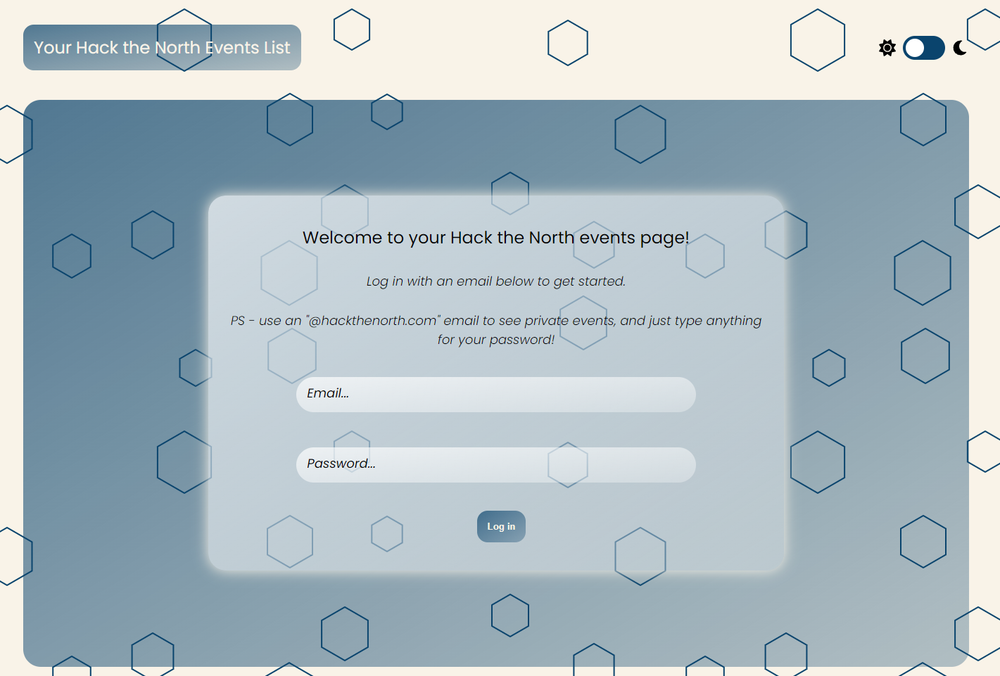 Your Hack the North Events List
Welcome to your Hack the North events page!
Log in with an email below to get started.
PS - use an "@hackthenorth.com" email to see private events, and just type anything
for your password!
Email...
Password...
Log in